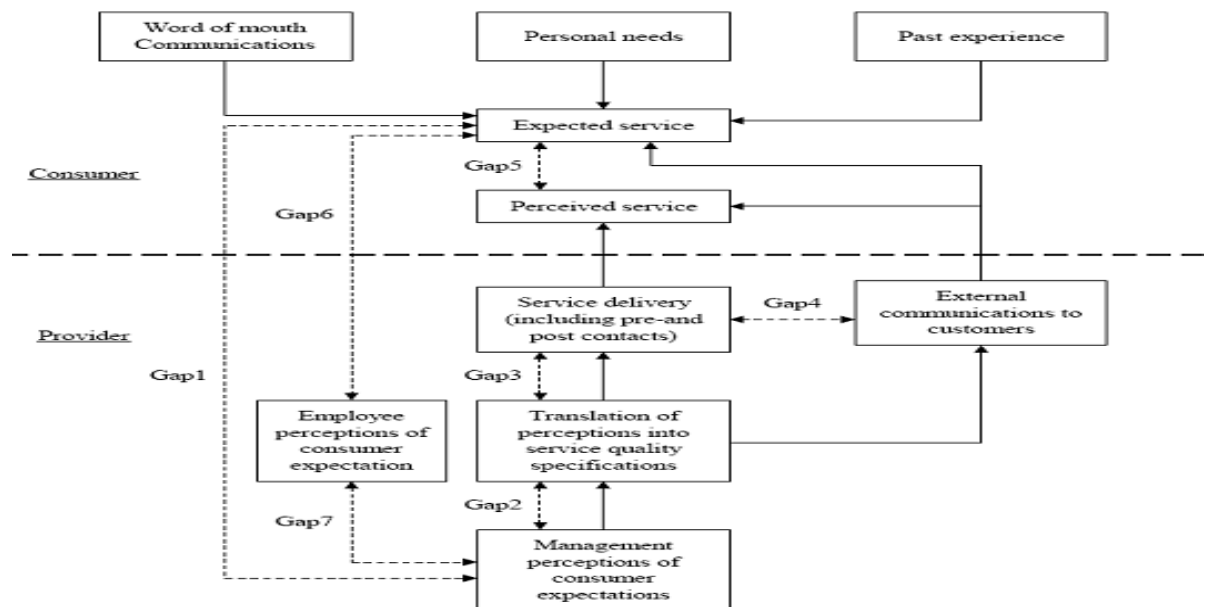 Word of mouth
Communications
Personal needs
Past experience
Expected service
Gap5
Consumer
Gap6
Perceived service
Service delivery
(including pre-and
post contacts)
Gap4
External
communications to
customers
Provider
Gap1
Gap3
Employee
perceptions of
consumer
expectation
Translation of
perceptions into
service quality
specifications
Gap2
Gap7
Management
perceptions of
consumer
expectations